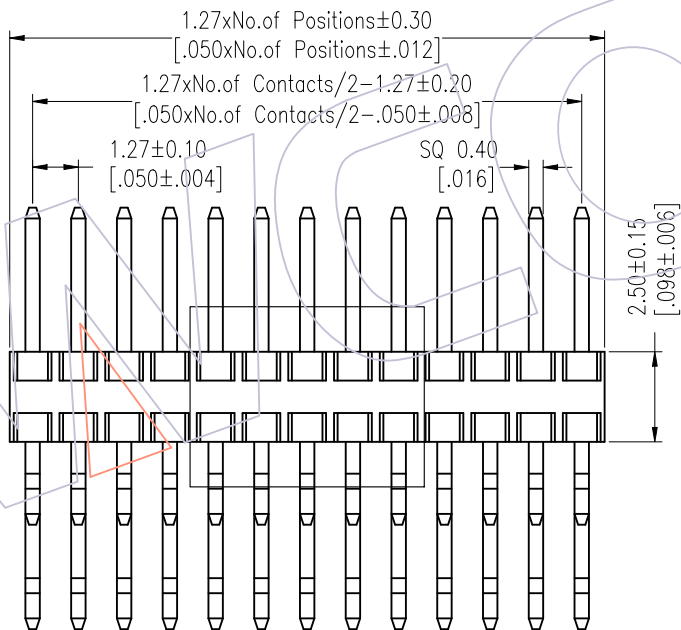 1.27xNo.of Positions±0.30
[.050xNo.of Positions±.012]
1.27xNo.of Contacts/2-1.27±0.20
[.050xNo.of Contacts/2-.050±.008]
1.27±0.10
[.050±.004]
SQ 0.40
[.016]
2.50±0.15
[.098±.006]